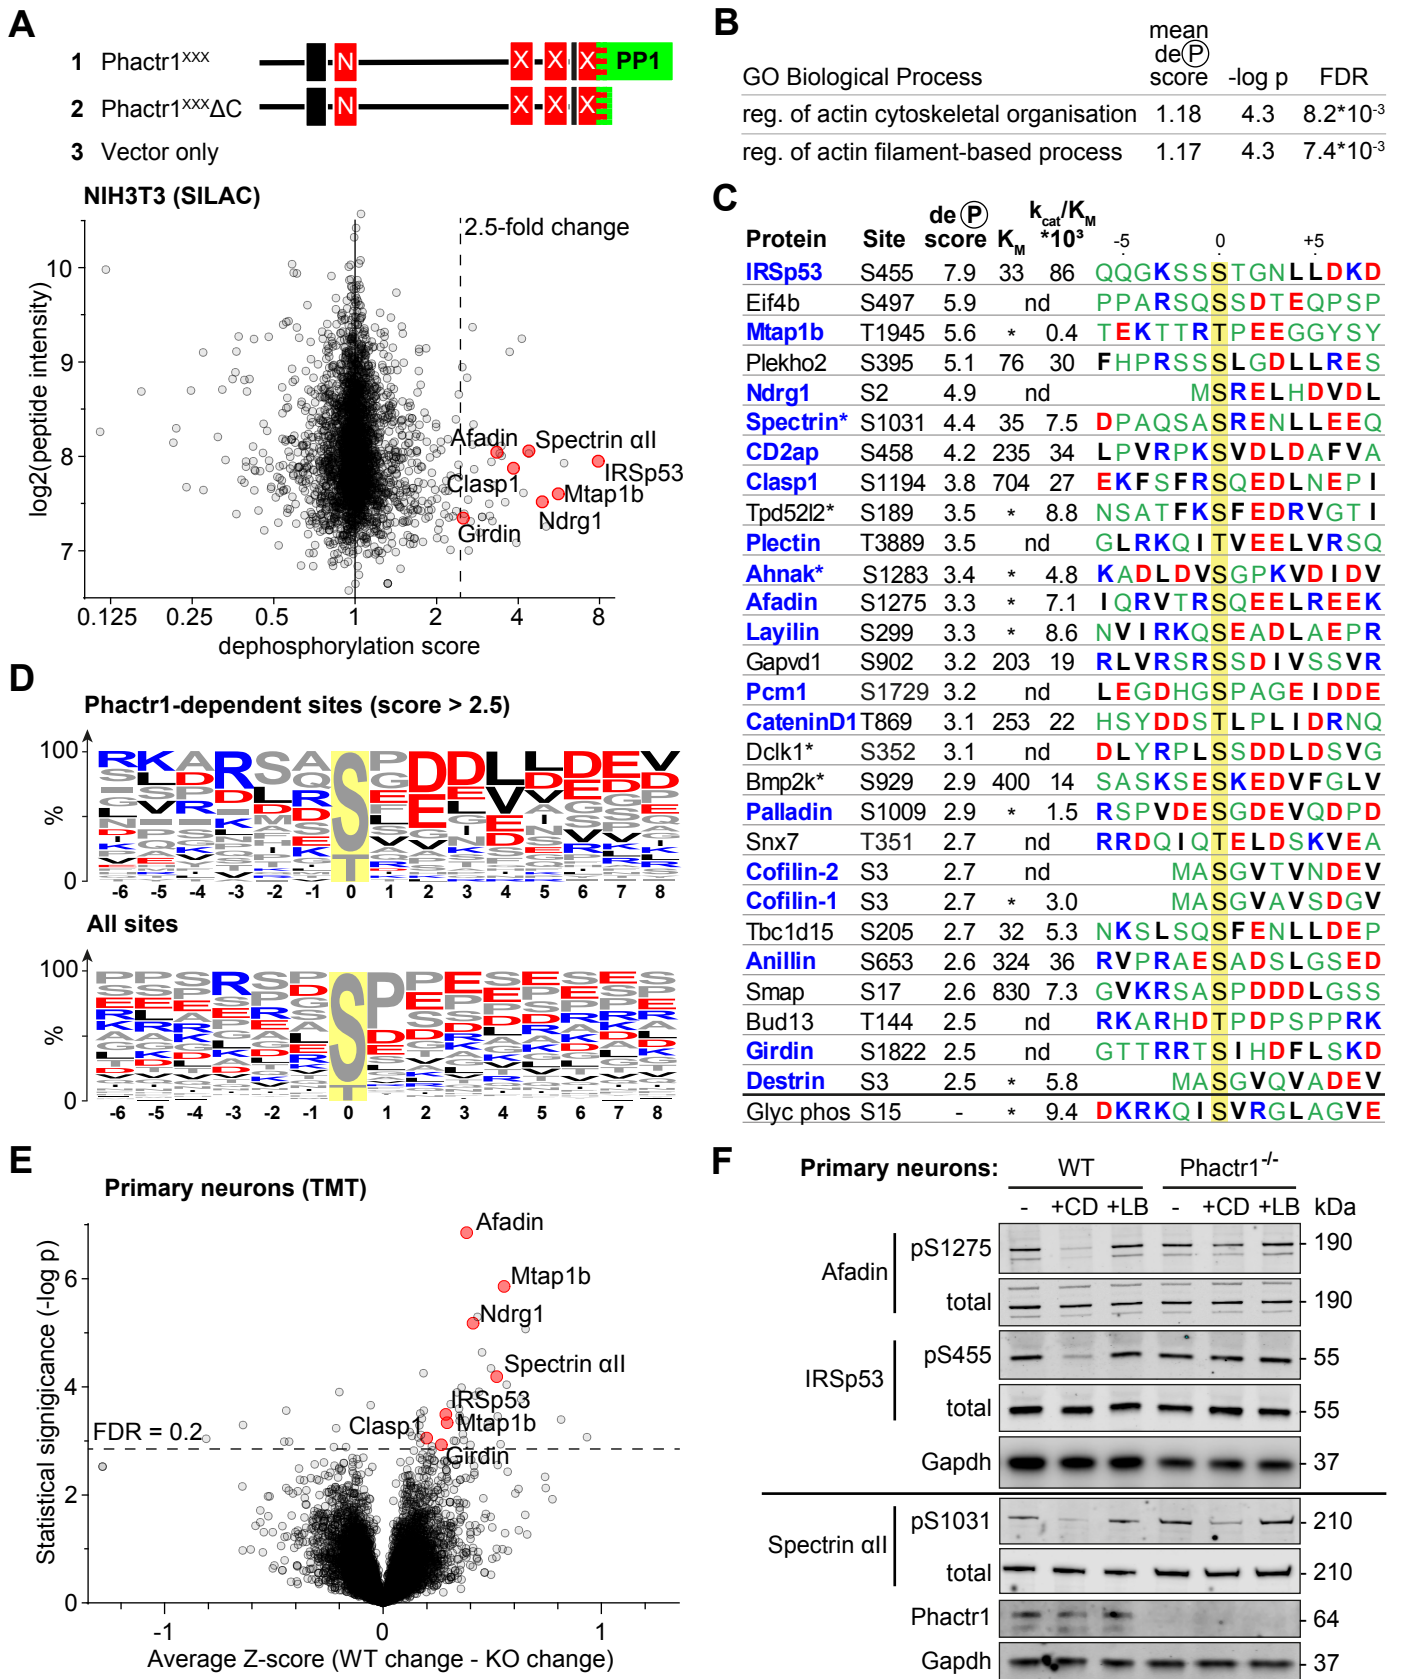 A
1 Phactr1XXX N X X X PP1
2 Phactr1XXXΔC N X X X
3 Vector only
NIH3T3 (SILAC)
2.5-fold change
log2(peptide intensity)
10
9
8
7
Afadin
Spectrin αII
IRSp53
Clasp1
Mtap1b
Ndrg1
Girdin
0.125 0.25 0.5 1 2 4 8
dephosphorylation score
B
GO Biological Process mean deⓅ score -log p FDR
reg. of actin cytoskeletal organisation 1.18 4.3 8.2*10-3
reg. of actin filament-based process 1.17 4.3 7.4*10-3
C
Protein Site deⓅ score KM kcat/KM *10³ -5 0 +5
IRSp53 S455 7.9 33 86 QQGKSSSTGNLLDKD
Eif4b S497 5.9 nd PPARSQSSDTEQPSP
Mtap1b T1945 5.6 * 0.4 TEKTTRTPEEGGYSY
Plekho2 S395 5.1 76 30 FHPRSSSLGDLLRES
Ndrg1 S2 4.9 nd MSRELHDVDL
Spectrin* S1031 4.4 35 7.5 DPAQSASRENLLEEQ
CD2ap S458 4.2 235 34 LPVRPKSVDLDAFVA
Clasp1 S1194 3.8 704 27 EKFSFRSQEDLNEPI
Tpd52l2* S189 3.5 * 8.8 NSATFKSFEDRVGTI
Plectin T3889 3.5 nd GLRKQITVEELVRSQ
Ahnak* S1283 3.4 * 4.8 KADLDVSGPKVDIDV
Afadin S1275 3.3 * 7.1 IQRVTRSQEELREEK
Layilin S299 3.3 * 8.6 NVIRKQSEADLAEPR
Gapvd1 S902 3.2 203 19 RLVRSRSSDIVSSVR
Pcm1 S1729 3.2 nd LEGDHGSPAGEIDDE
CateninD1 T869 3.1 253 22 HSYDDSTLPLIDRNQ
Dclk1* S352 3.1 nd DLYRPLSSDDLDSVG
Bmp2k* S929 2.9 400 14 SASKSESKEDVFGLV
Palladin S1009 2.9 * 1.5 RSPVDESGDEVQDPD
Snx7 T351 2.7 nd RRDQIQTELDSKVEA
Cofilin-2 S3 2.7 nd MASGVTVNDEV
Cofilin-1 S3 2.7 * 3.0 MASGVAVSDGV
Tbc1d15 S205 2.7 32 5.3 NKSLSQSFENLLDEP
Anillin S653 2.6 324 36 RVPRAESADSLGSED
Smap S17 2.6 830 7.3 GVKRSASPDDDLGSS
Bud13 T144 2.5 nd RKARHDTPDPSPPRK
Girdin S1822 2.5 nd GTTRRTSIHDFLSKD
Destrin S3 2.5 * 5.8 MASGVQVADEV
Glyc phos S15 - * 9.4 DKRKQISVRGLAGVE
D
Phactr1-dependent sites (score > 2.5)
100
%
0
-6 -5 -4 -3 -2 -1 0 1 2 3 4 5 6 7 8
All sites
100
%
0
-6 -5 -4 -3 -2 -1 0 1 2 3 4 5 6 7 8
E
Primary neurons (TMT)
Statistical signigicance (-log p)
6
4
2
0
Afadin
Mtap1b
Ndrg1
Spectrin αII
IRSp53
Mtap1b
Clasp1
Girdin
FDR = 0.2
-1 0 1
Average Z-score (WT change - KO change)
F
Primary neurons: WT Phactr1-/-
- +CD +LB - +CD +LB kDa
Afadin
pS1275 190
total 190
IRSp53
pS455 55
total 55
Gapdh 37
Spectrin αII
pS1031 210
total 210
Phactr1 64
Gapdh 37